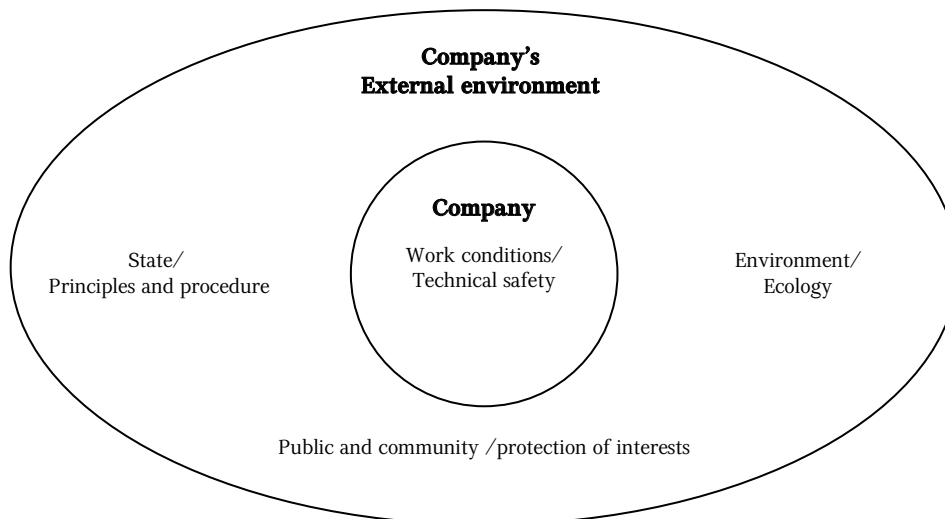 Company’s
External environment
Company
Work conditions/
Technical safety
State/
Principles and procedure
Environment/
Ecology
Public and community /protection of interests